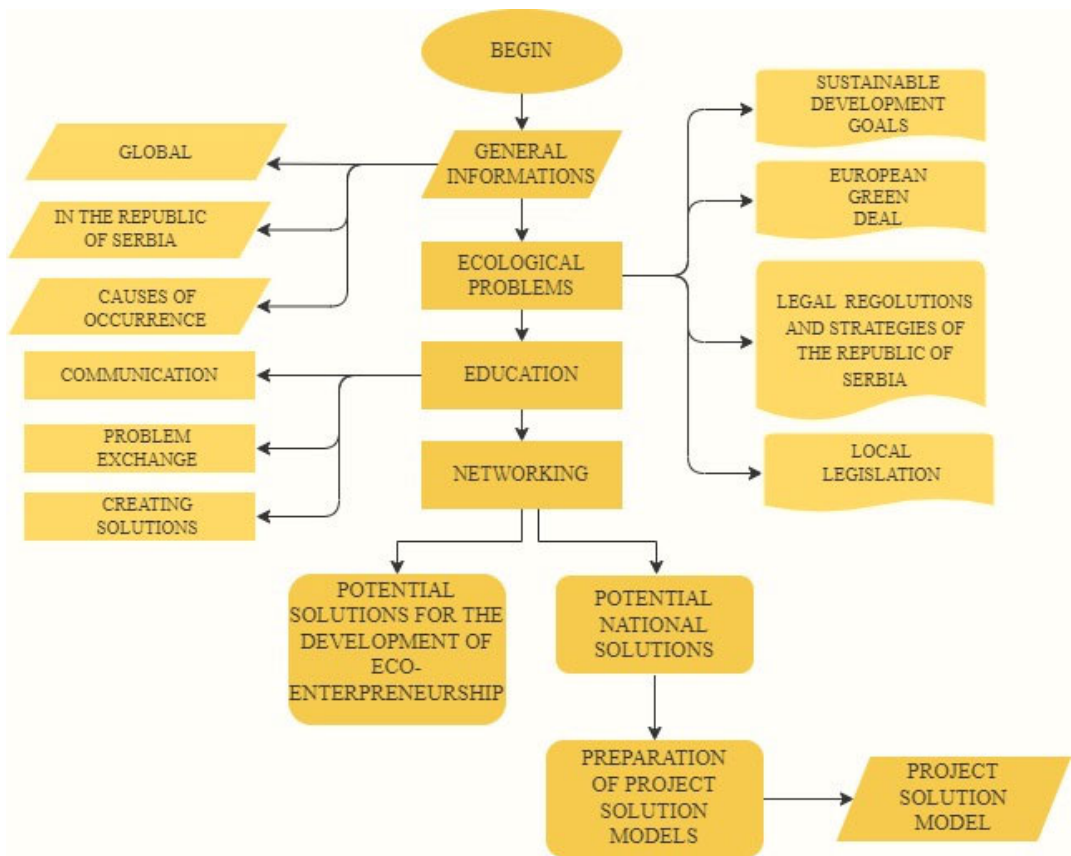 BEGIN
GENERAL
INFORMATIONS
GLOBAL
IN THE REPUBLIC
OF SERBIA
CAUSES OF
OCCURRENCE
ECOLOGICAL
PROBLEMS
SUSTAINABLE
DEVELOPMENT
GOALS
EUROPEAN
GREEN
DEAL
LEGAL REGOLUTIONS
AND STRATEGIES OF
THE REPUBLIC OF
SERBIA
LOCAL
LEGISLATION
EDUCATION
COMMUNICATION
PROBLEM
EXCHANGE
CREATING
SOLUTIONS
NETWORKING
POTENTIAL
SOLUTIONS FOR THE
DEVELOPMENT OF
ECO-
ENTERPRENEURSHIP
POTENTIAL
NATIONAL
SOLUTIONS
PREPARATION
OF PROJECT
SOLUTION
MODELS
PROJECT
SOLUTION
MODEL